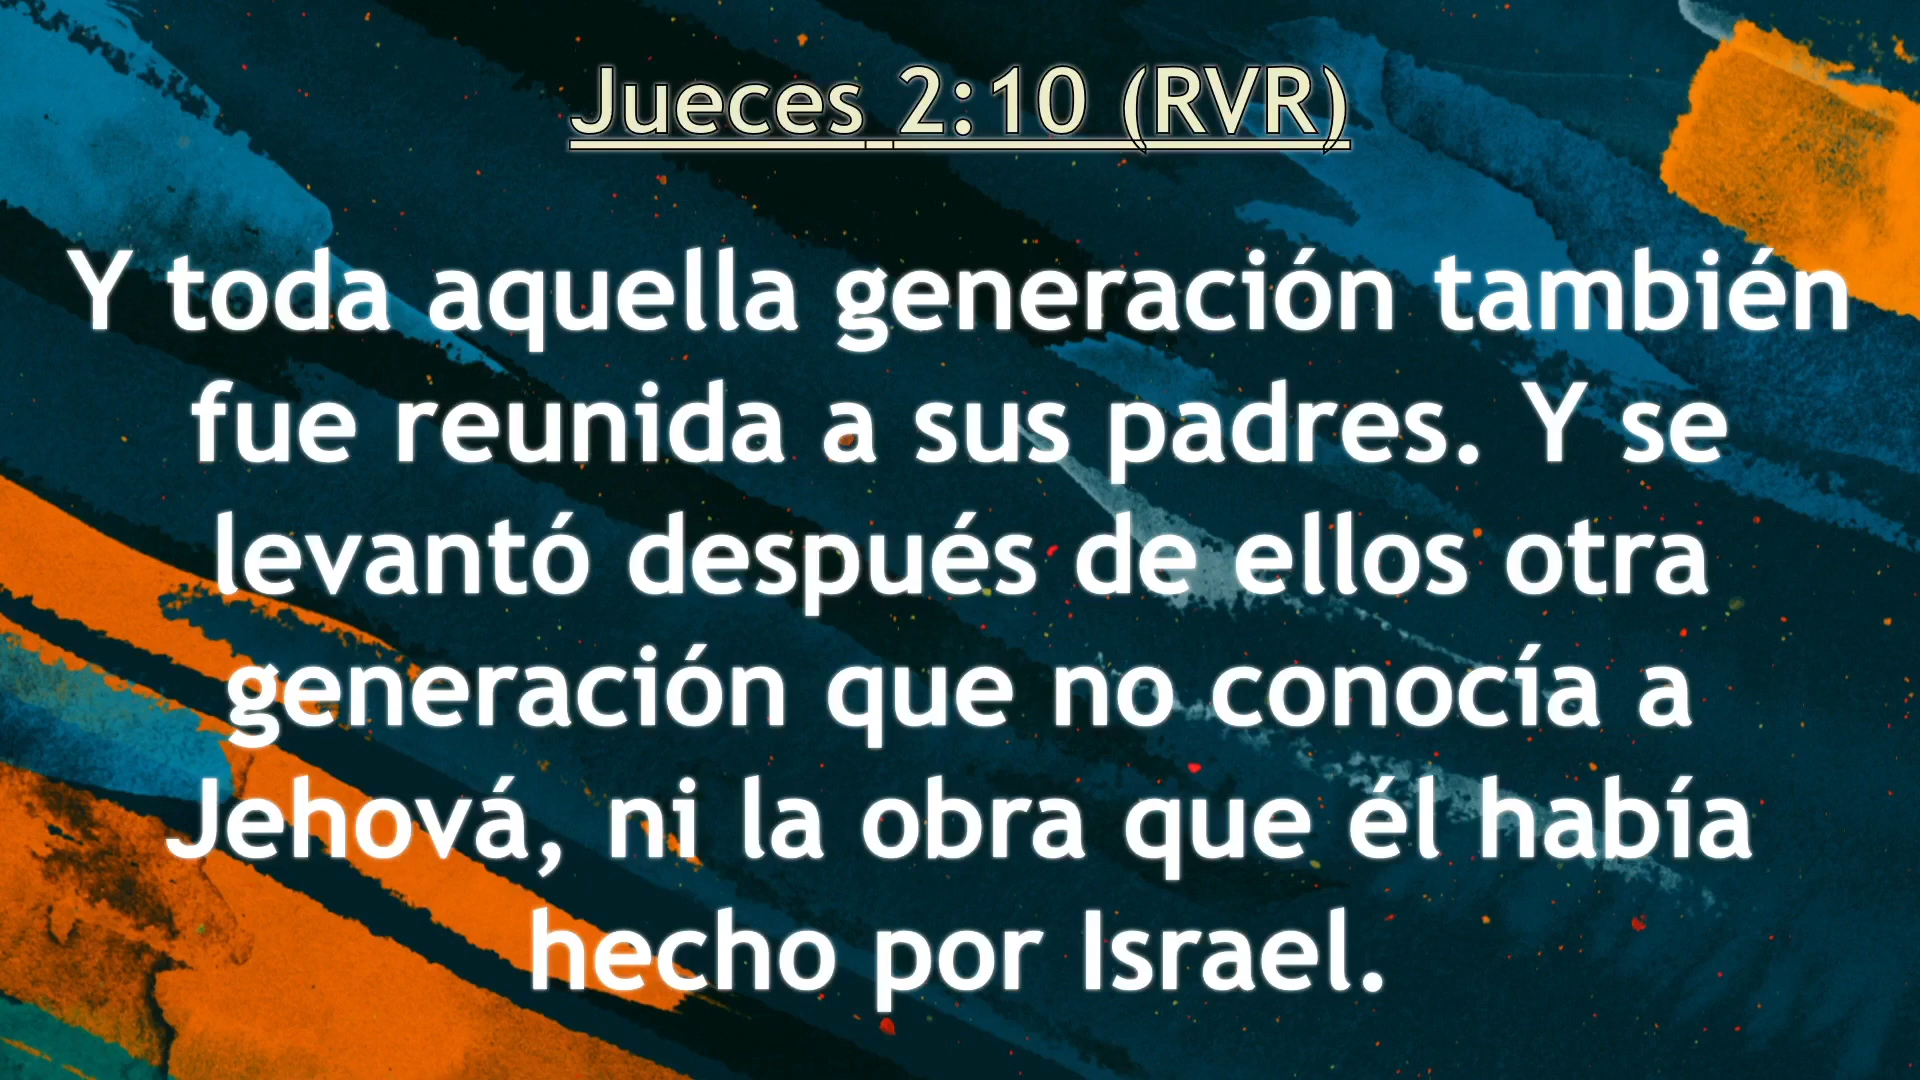 Jueces 2:10 (RVR)
Y toda aquella generación también
fue reunida a sus padres. Y se
levantó después de ellos otra
generación que no conocía a
Jehová, ni la obra que él había
hecho por Israel.